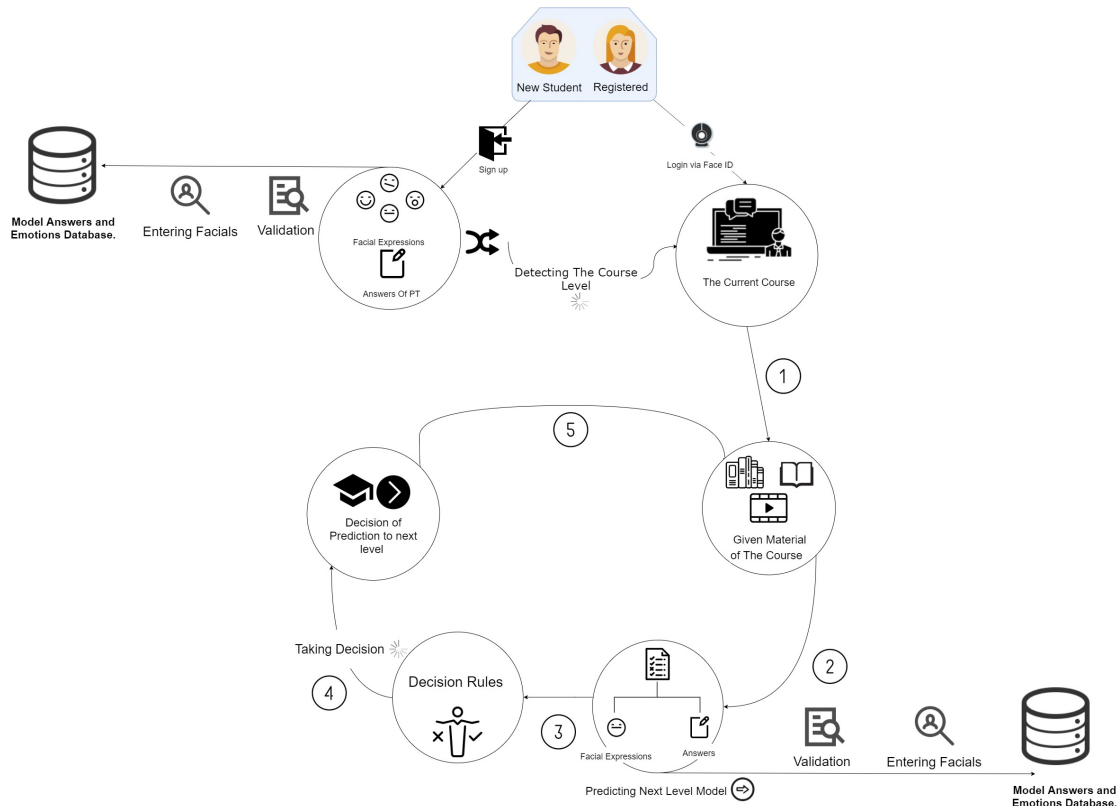 New Student
Registered
Sign up
Login via Face ID
Model Answers and
Emotions Database.
Entering Facials
Validation
Facial Expressions
Answers Of PT
Detecting The Course
Level
The Current Course
1
5
Decision of
Prediction to next
level
Given Material
of The Course
Taking Decision
4
Decision Rules
3
Facial Expressions
Answers
2
Validation
Entering Facials
Predicting Next Level Model
Model Answers and
Emotions Database.